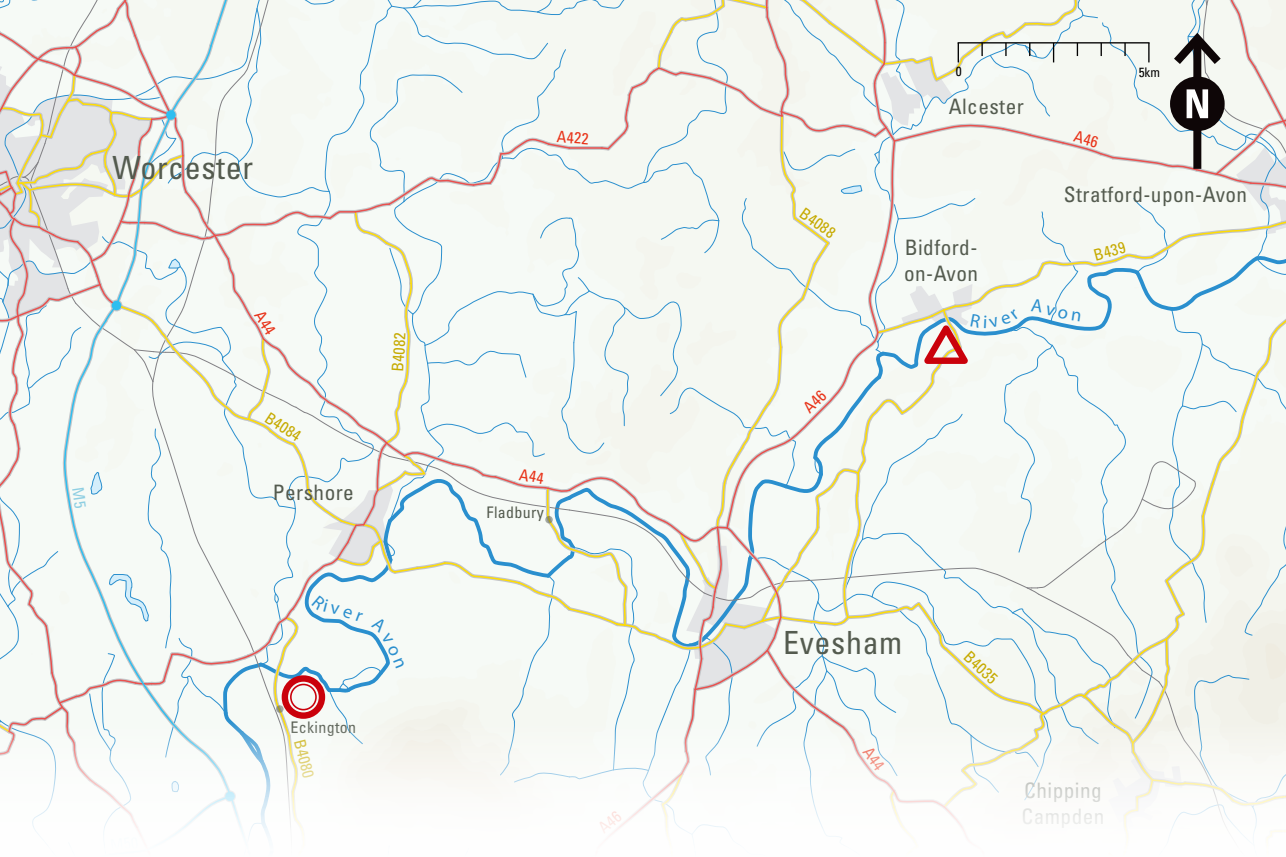 0
5km
N
Alcester
A422
A46
Worcester
Stratford-upon-Avon
B4088
B439
Bidford-
on-Avon
River Avon
A44
B4082
A46
B4084
A44
Pershore
M5
Fladbury
River Avon
Evesham
B4035
Eckington
B4080
A44
Chipping
Campden
A46